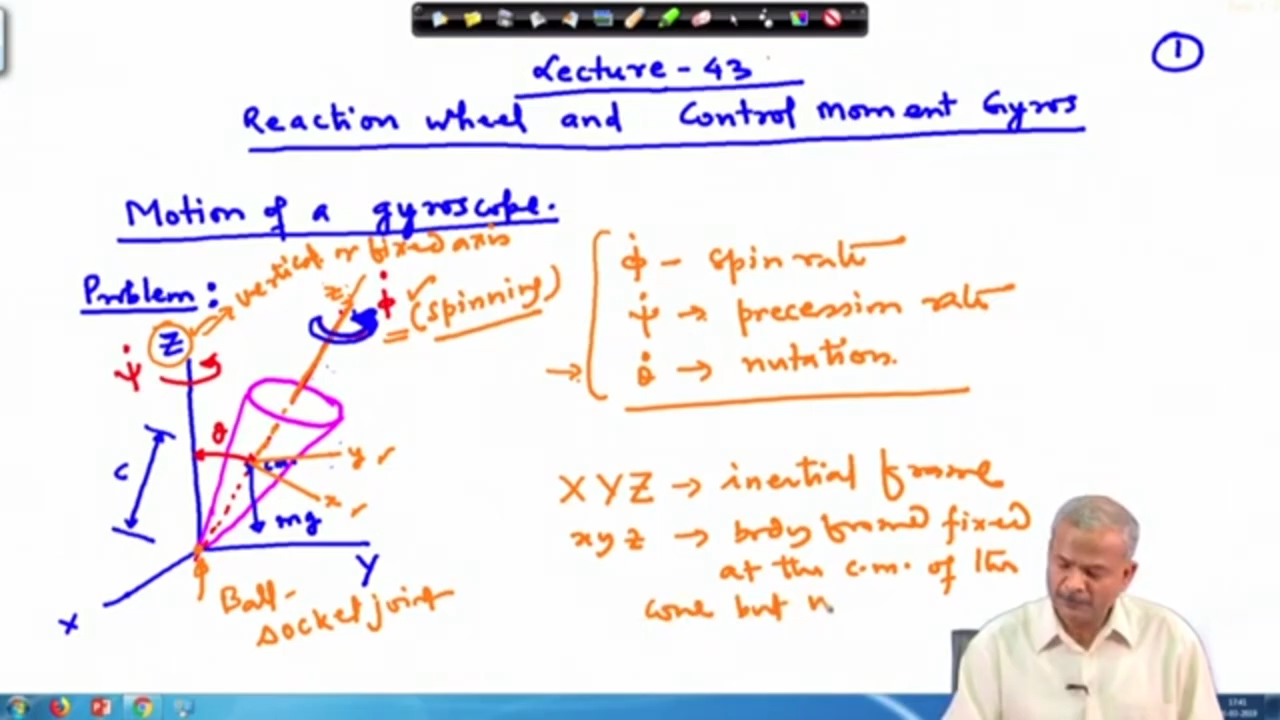 Lecture - 43
1
Reaction wheel and Control Moment Gyros
Motion of a gyroscope.
Problem :
vertical or fixed axis
Z
ψ̇
z
φ̇
(spinning)
θ
c
c.m.
y
x
mg
Y
X
Ball-
socket joint
φ̇ - spin rate
ψ̇ → precession rate
θ̇ → nutation.
XYZ → inertial frame
xyz → body frame fixed
at the c.m. of the
cone but n
17:41